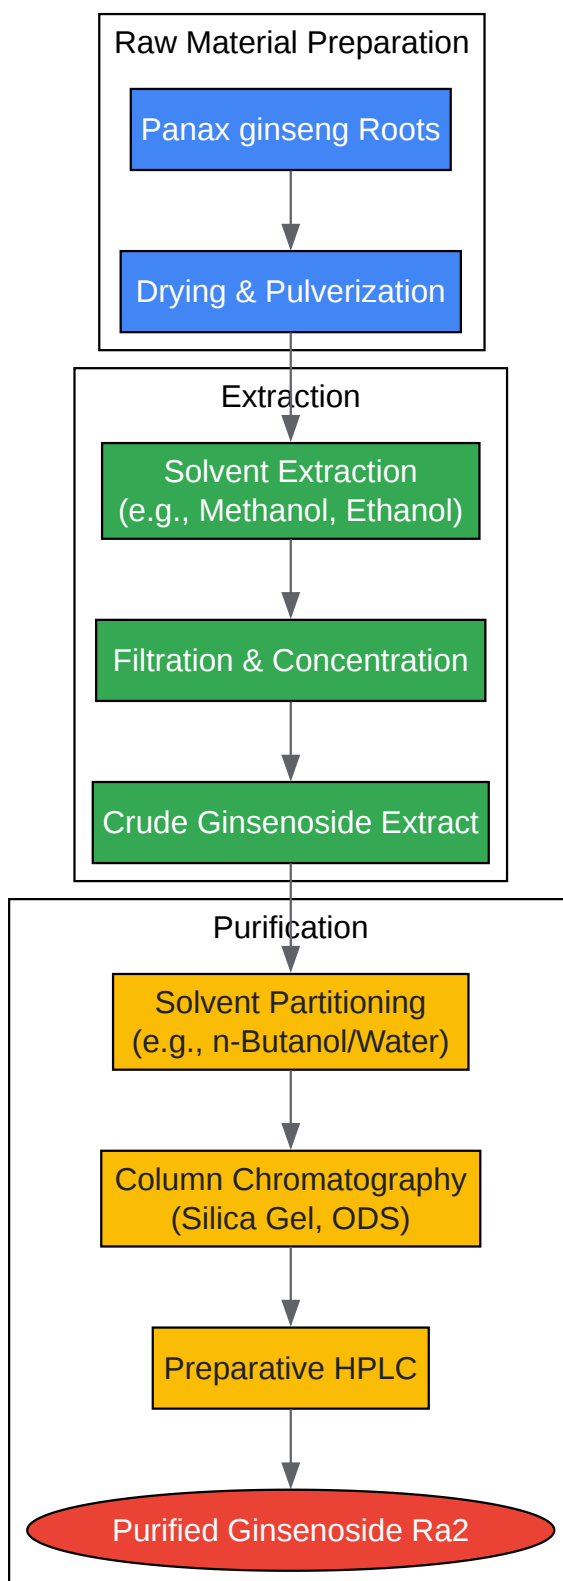 Raw Material Preparation
Panax ginseng Roots
Drying & Pulverization
Extraction
Solvent Extraction
(e.g., Methanol, Ethanol)
Filtration & Concentration
Crude Ginsenoside Extract
Purification
Solvent Partitioning
(e.g., n-Butanol/Water)
Column Chromatography
(Silica Gel, ODS)
Preparative HPLC
Purified Ginsenoside Ra2